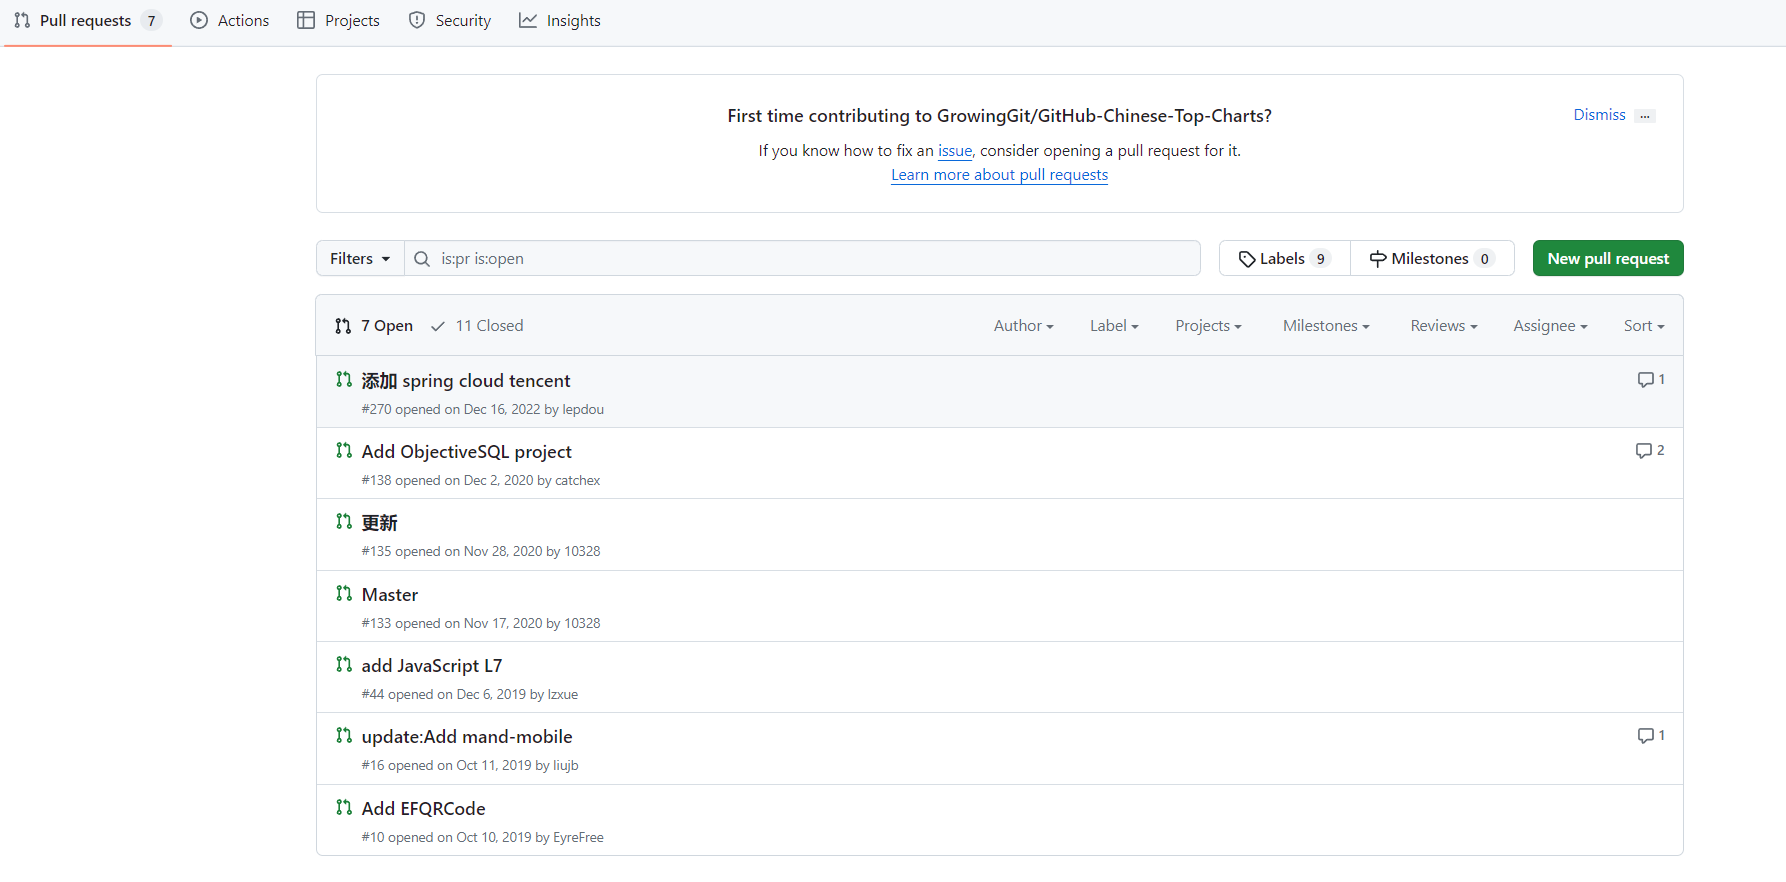 Pull requests 7 Actions Projects Security Insights
First time contributing to GrowingGit/GitHub-Chinese-Top-Charts?
Dismiss ...
If you know how to fix an issue, consider opening a pull request for it.
Learn more about pull requests
Filters is:pr is:open Labels 9 Milestones 0 New pull request
7 Open 11 Closed Author Label Projects Milestones Reviews Assignee Sort
添加 spring cloud tencent 1
#270 opened on Dec 16, 2022 by lepdou
Add ObjectiveSQL project 2
#138 opened on Dec 2, 2020 by catchex
更新
#135 opened on Nov 28, 2020 by 10328
Master
#133 opened on Nov 17, 2020 by 10328
add JavaScript L7
#44 opened on Dec 6, 2019 by lzxue
update:Add mand-mobile 1
#16 opened on Oct 11, 2019 by liujb
Add EFQRCode
#10 opened on Oct 10, 2019 by EyreFree